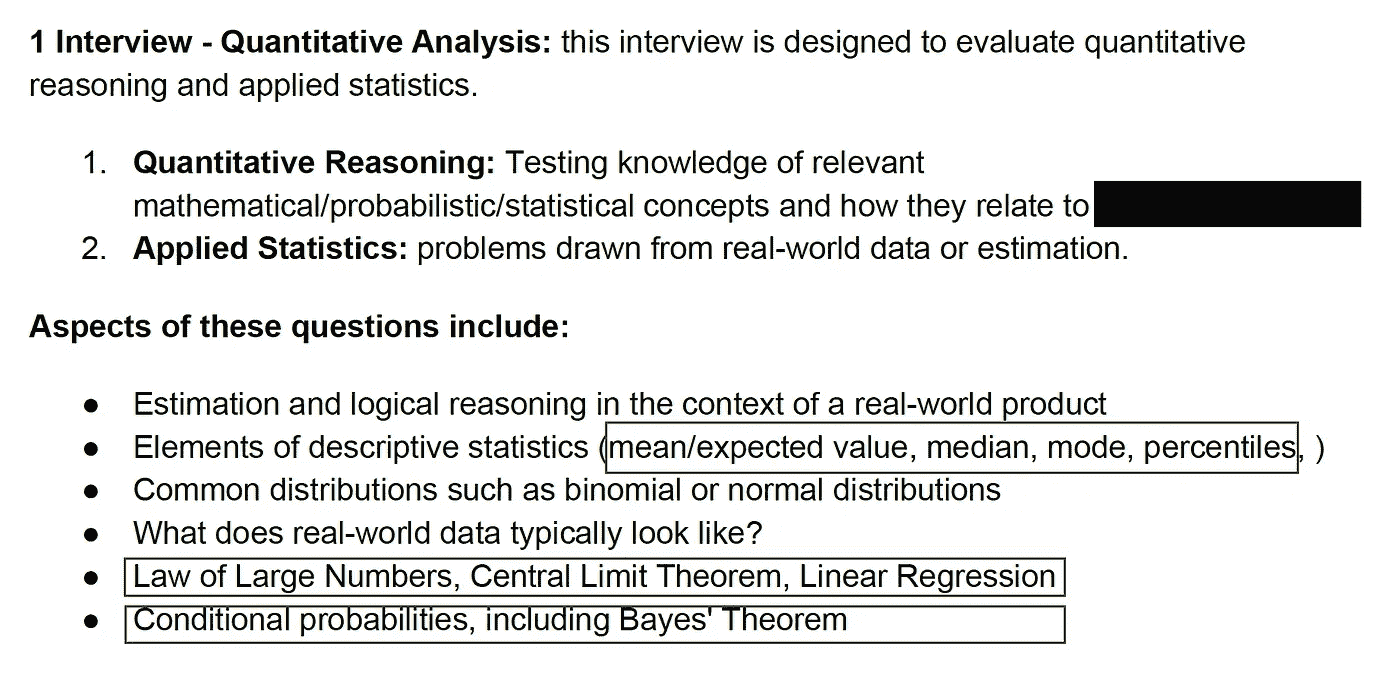 1 Interview - Quantitative Analysis: this interview is designed to evaluate quantitative
reasoning and applied statistics.
1. Quantitative Reasoning: Testing knowledge of relevant
mathematical/probabilistic/statistical concepts and how they relate to
2. Applied Statistics: problems drawn from real-world data or estimation.
Aspects of these questions include:
● Estimation and logical reasoning in the context of a real-world product
● Elements of descriptive statistics (mean/expected value, median, mode, percentiles, )
● Common distributions such as binomial or normal distributions
● What does real-world data typically look like?
● Law of Large Numbers, Central Limit Theorem, Linear Regression
● Conditional probabilities, including Bayes' Theorem